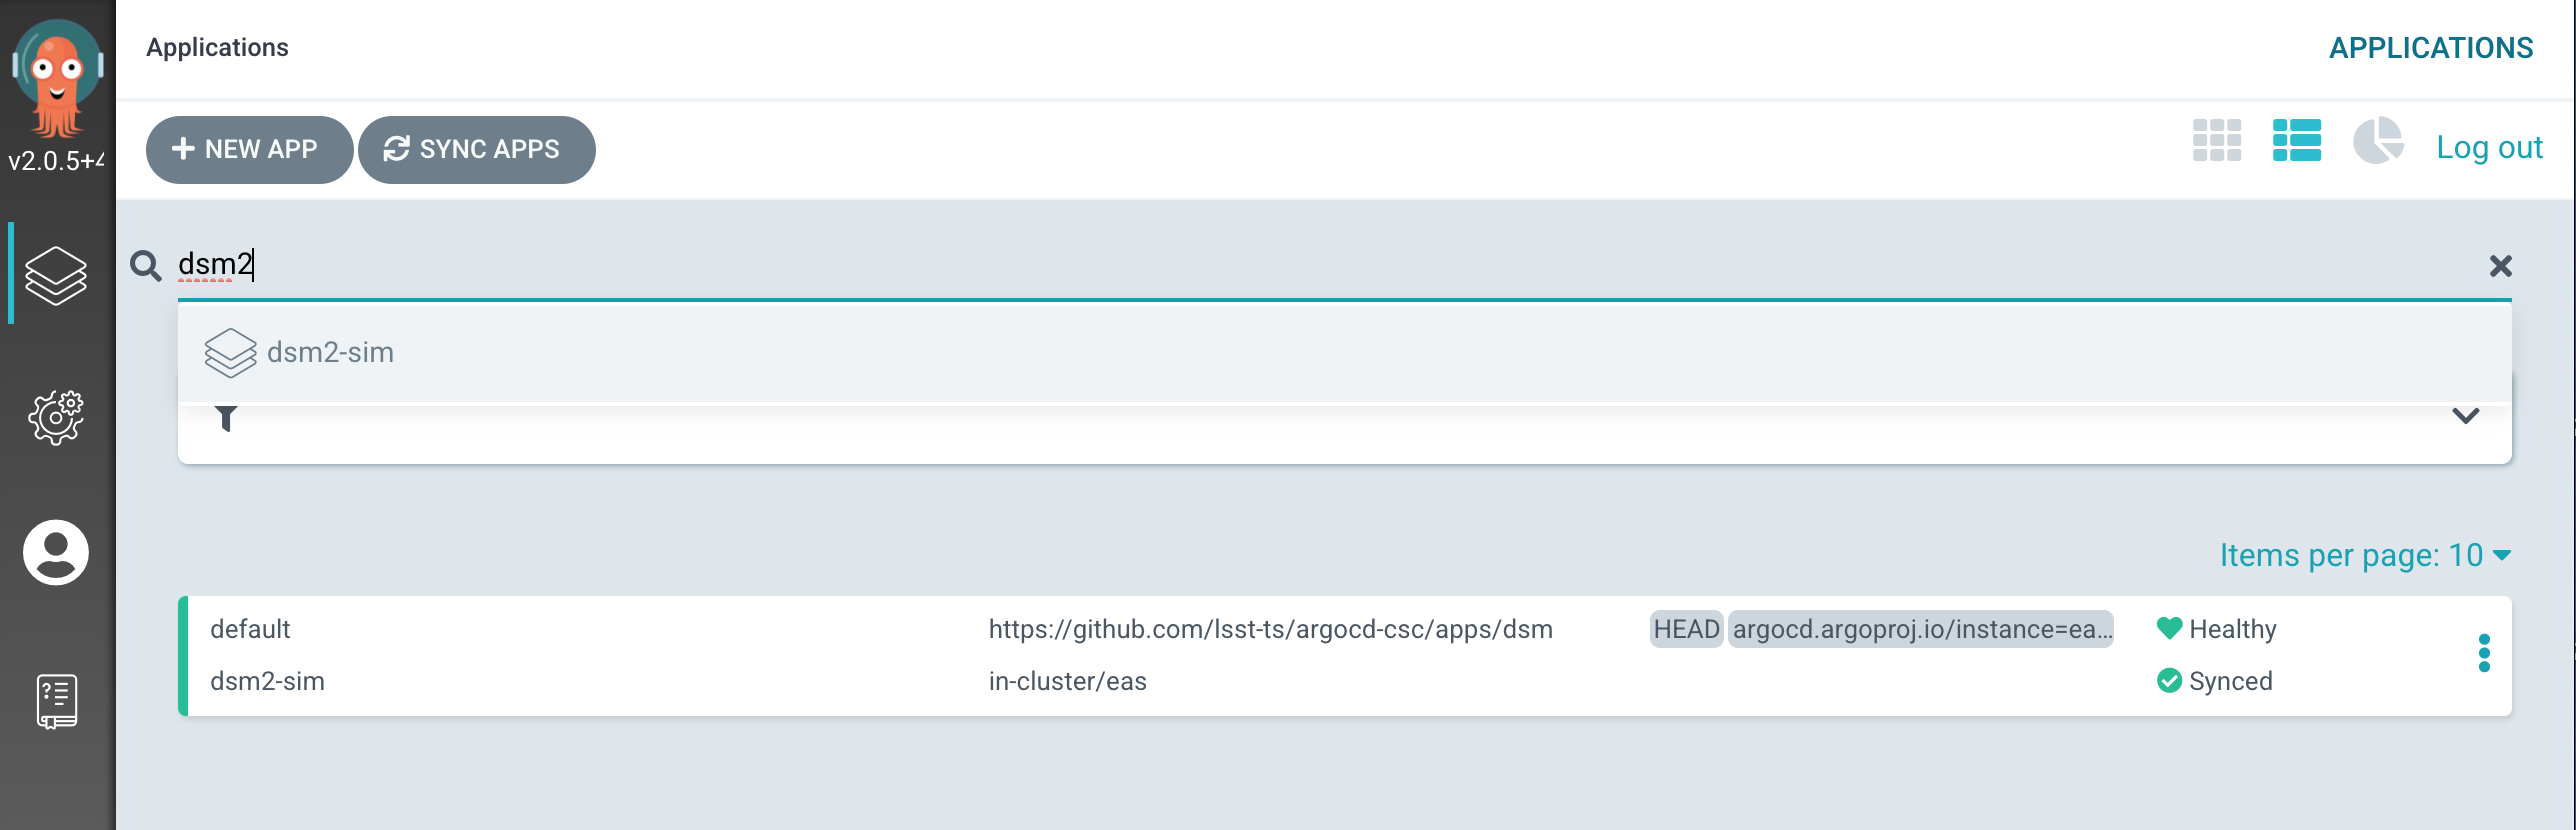 Applications
APPLICATIONS
v2.0.5+4
NEW APP
SYNC APPS
Log out
dsm2
dsm2-sim
Items per page: 10
default
https://github.com/lsst-ts/argocd-csc/apps/dsm
HEAD argocd.argoproj.io/instance=ea...
Healthy
dsm2-sim
in-cluster/eas
Synced